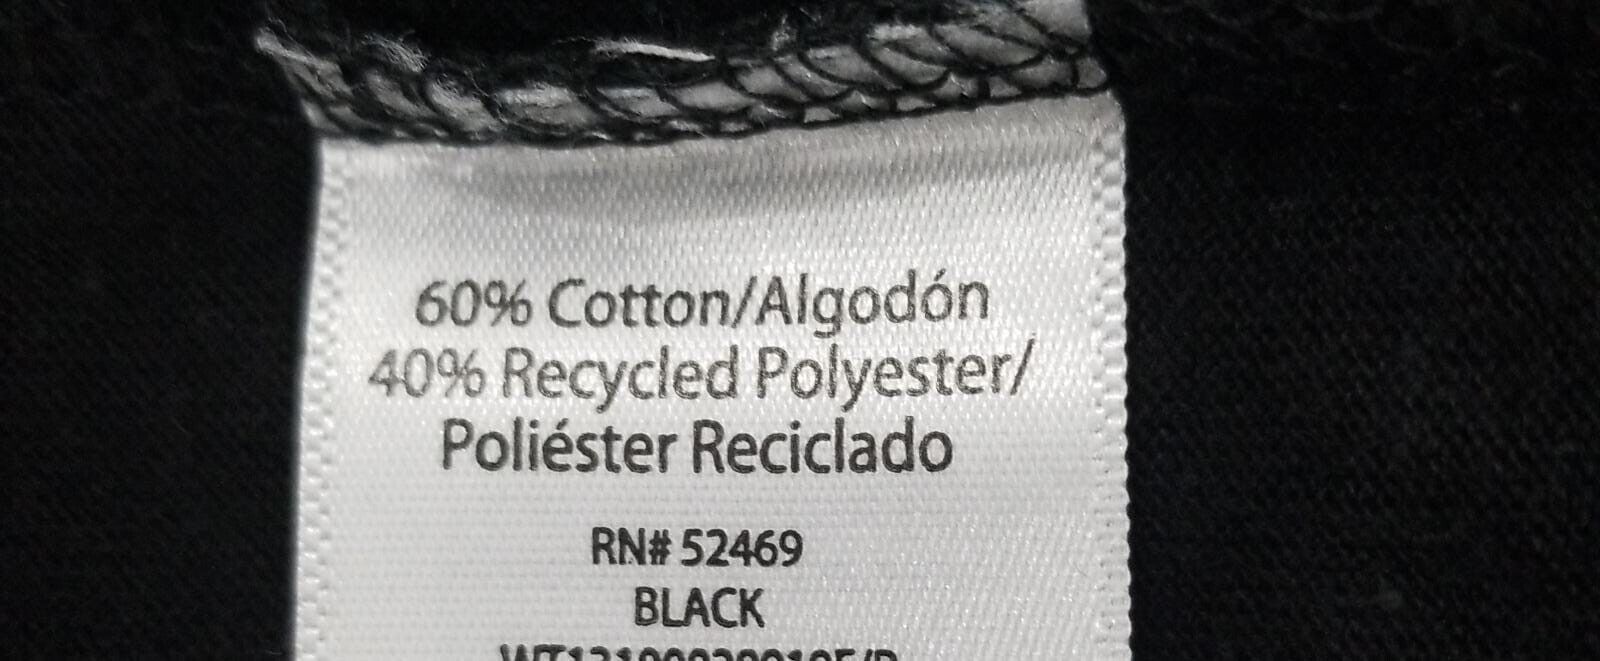 60% Cotton/Algodón
40% Recycled Polyester/
Poliéster Reciclado
RN# 52469
BLACK